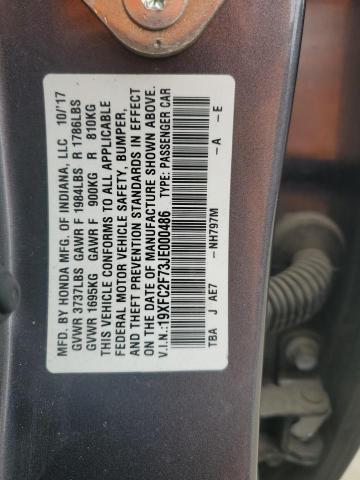 MFD. BY HONDA MFG. OF INDIANA, LLC 10/'17
GVWR 3737LBS GAWR F 1984LBS R 1786LBS
GVWR 1695KG GAWR F 900KG R 810KG
THIS VEHICLE CONFORMS TO ALL APPLICABLE
FEDERAL MOTOR VEHICLE SAFETY, BUMPER,
AND THEFT PREVENTION STANDARDS IN EFFECT
ON THE DATE OF MANUFACTURE SHOWN ABOVE.
V.I.N.:19XFC2F73JE000486 TYPE: PASSENGER CAR
TBA J AE7 -NH797M -A -E